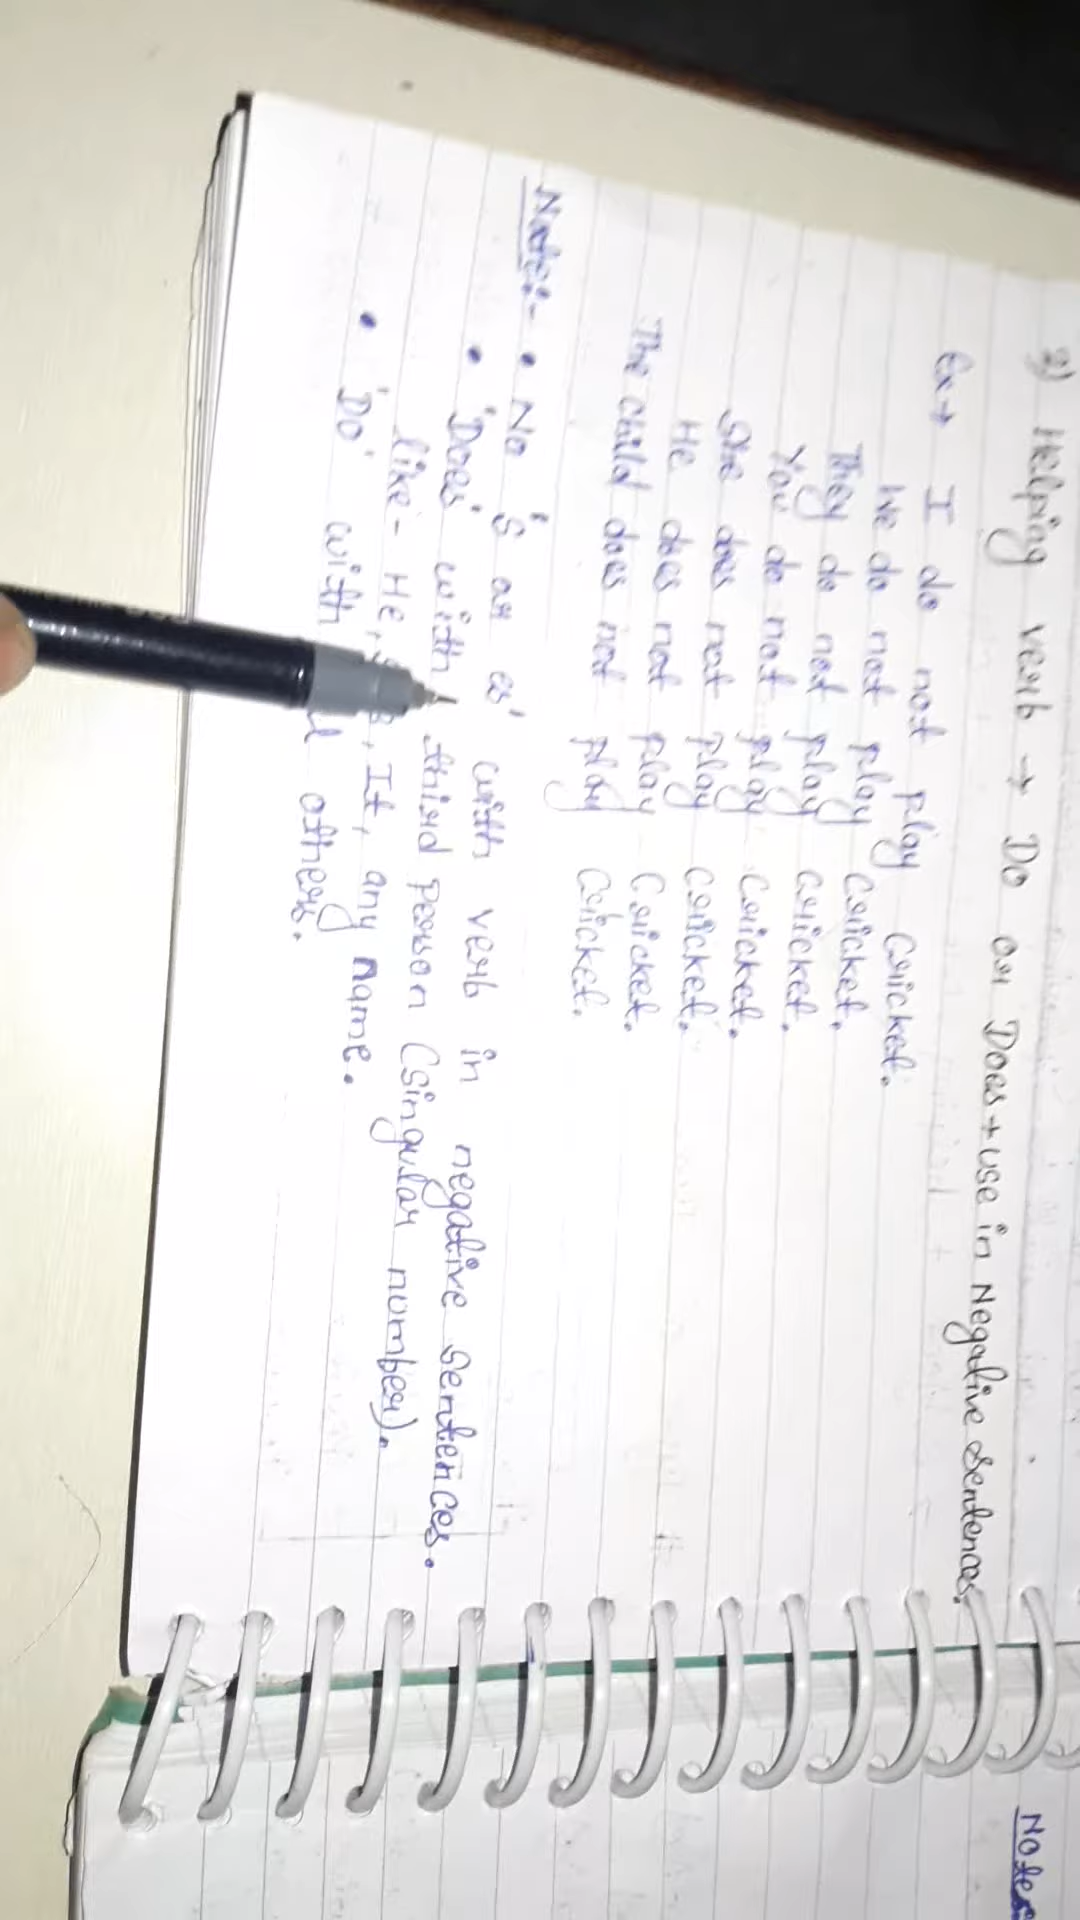 2) Helping verb → Do or Does → use in Negative Sentences.
Ex → I do not play cricket.
We do not play cricket.
They do not play cricket.
You do not play cricket.
She does not play cricket.
He does not play cricket.
The child does not play cricket.
Note:- • No 's or es' with verb in negative sentences.
• 'Does' with third person (singular number).
like - He, It, any name.
• 'Do' with others.
Note: